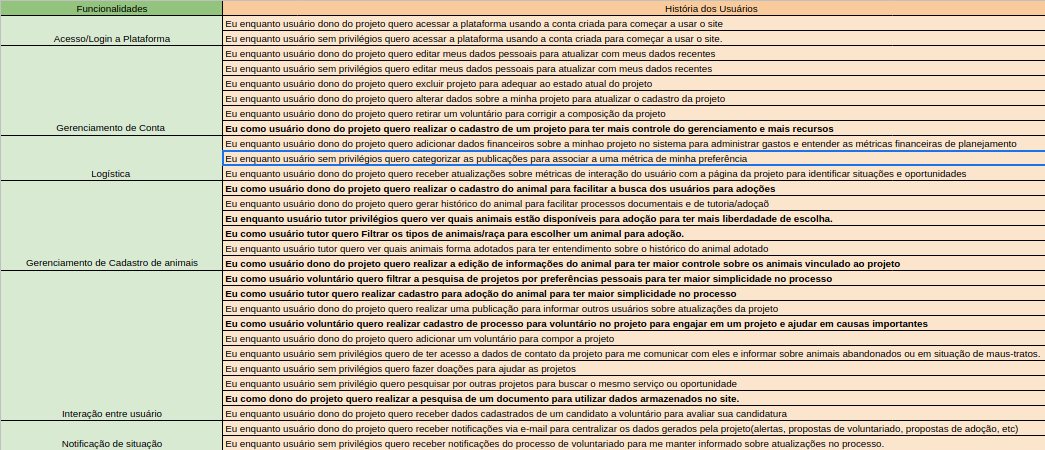 Funcionalidades História dos Usuários
Eu enquanto usuário dono do projeto quero acessar a plataforma usando a conta criada para começar a usar o site
Acesso/Login a Plataforma Eu enquanto usuário sem privilégios quero acessar a plataforma usando a conta criada para começar a usar o site.
Eu enquanto usuário dono do projeto quero editar meus dados pessoais para atualizar com meus dados recentes
Eu enquanto usuário sem privilégios quero editar meus dados pessoais para atualizar com meus dados recentes
Eu enquanto usuário dono do projeto quero excluir projeto para adequar ao estado atual do projeto
Eu enquanto usuário dono do projeto quero alterar dados sobre a minha projeto para atualizar o cadastro da projeto
Eu enquanto usuário dono do projeto quero retirar um voluntário para corrigir a composição da projeto
Gerenciamento de Conta Eu como usuário dono do projeto quero realizar o cadastro de um projeto para ter mais controle do gerenciamento e mais recursos
Eu enquanto usuário dono do projeto quero adicionar dados financeiros sobre a minhao projeto no sistema para administrar gastos e entender as métricas financeiras de planejamento
Eu enquanto usuário sem privilégios quero categorizar as publicações para associar a uma métrica de minha preferência
Logística Eu enquanto usuário dono do projeto quero receber atualizações sobre métricas de interação do usuário com a página da projeto para identificar situações e oportunidades
Eu como usuário dono do projeto quero realizar o cadastro do animal para facilitar a busca dos usuários para adoções
Eu enquanto usuário dono do projeto quero gerar histórico do animal para facilitar processos documentais e de tutoria/adoçaõ
Eu enquanto usuário tutor privilégios quero ver quais animais estão disponíveis para adoção para ter mais liberdadade de escolha.
Eu como usuário tutor quero Filtrar os tipos de animais/raça para escolher um animal para adoção.
Eu enquanto usuário tutor quero ver quais animais forma adotados para ter entendimento sobre o histórico do animal adotado
Gerenciamento de Cadastro de animais Eu como usuário dono do projeto quero realizar a edição de informações do animal para ter maior controle sobre os animais vinculado ao projeto
Eu como usuário voluntário quero filtrar a pesquisa de projetos por preferências pessoais para ter maior simplicidade no processo
Eu como usuário tutor quero realizar cadastro para adoção do animal para ter maior simplicidade no processo
Eu enquanto usuário dono do projeto quero realizar uma publicação para informar outros usuários sobre atualizações da projeto
Eu como usuário voluntário quero realizar cadastro de processo para voluntário no projeto para engajar em um projeto e ajudar em causas importantes
Eu enquanto usuário dono do projeto quero adicionar um voluntário para compor a projeto
Eu enquanto usuário sem privilégios quero de ter acesso a dados de contato da projeto para me comunicar com eles e informar sobre animais abandonados ou em situação de maus-tratos.
Eu enquanto usuário sem privilégios quero fazer doações para ajudar as projetos
Eu enquanto usuário sem privilégio quero pesquisar por outras projetos para buscar o mesmo serviço ou oportunidade
Eu como dono do projeto quero realizar a pesquisa de um documento para utilizar dados armazenados no site.
Interação entre usuário Eu enquanto usuário dono do projeto quero receber dados cadastrados de um candidato a voluntário para avaliar sua candidatura
Eu enquanto usuário dono do projeto quero receber notificações via e-mail para centralizar os dados gerados pela projeto(alertas, propostas de voluntariado, propostas de adoção, etc)
Notificação de situação Eu enquanto usuário sem privilégios quero receber notificações do processo de voluntariado para me manter informado sobre atualizações no processo.